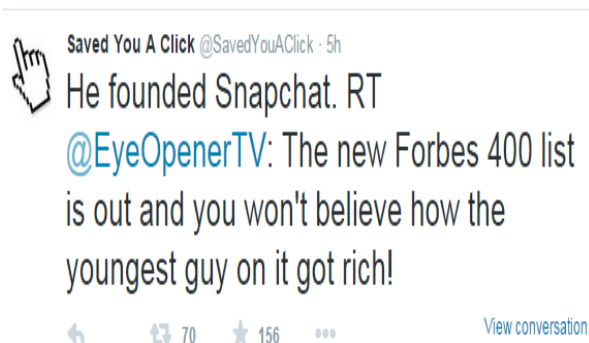 Saved You A Click @SavedYouAClick · 5h
He founded Snapchat. RT
@EyeOpenerTV: The new Forbes 400 list
is out and you won't believe how the
youngest guy on it got rich!
70 156 View conversation